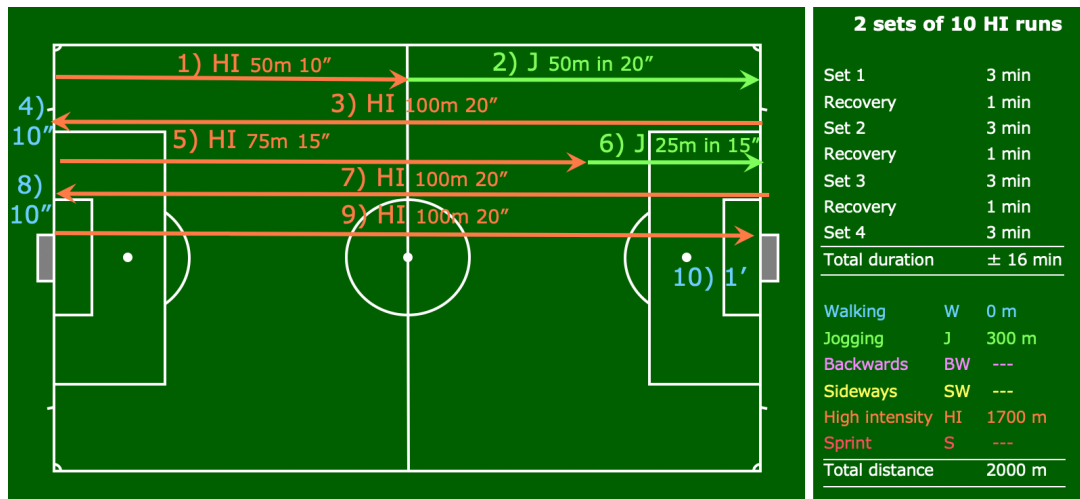 1) HI 50m 10”
2) J 50m in 20”
3) HI 100m 20”
4)
10”
5) HI 75m 15”
6) J 25m in 15”
7) HI 100m 20”
8)
10”
9) HI 100m 20”
10) 1’
2 sets of 10 HI runs
Set 1 3 min
Recovery 1 min
Set 2 3 min
Recovery 1 min
Set 3 3 min
Recovery 1 min
Set 4 3 min
Total duration ± 16 min
Walking W 0 m
Jogging J 300 m
Backwards BW ---
Sideways SW ---
High intensity HI 1700 m
Sprint S ---
Total distance 2000 m